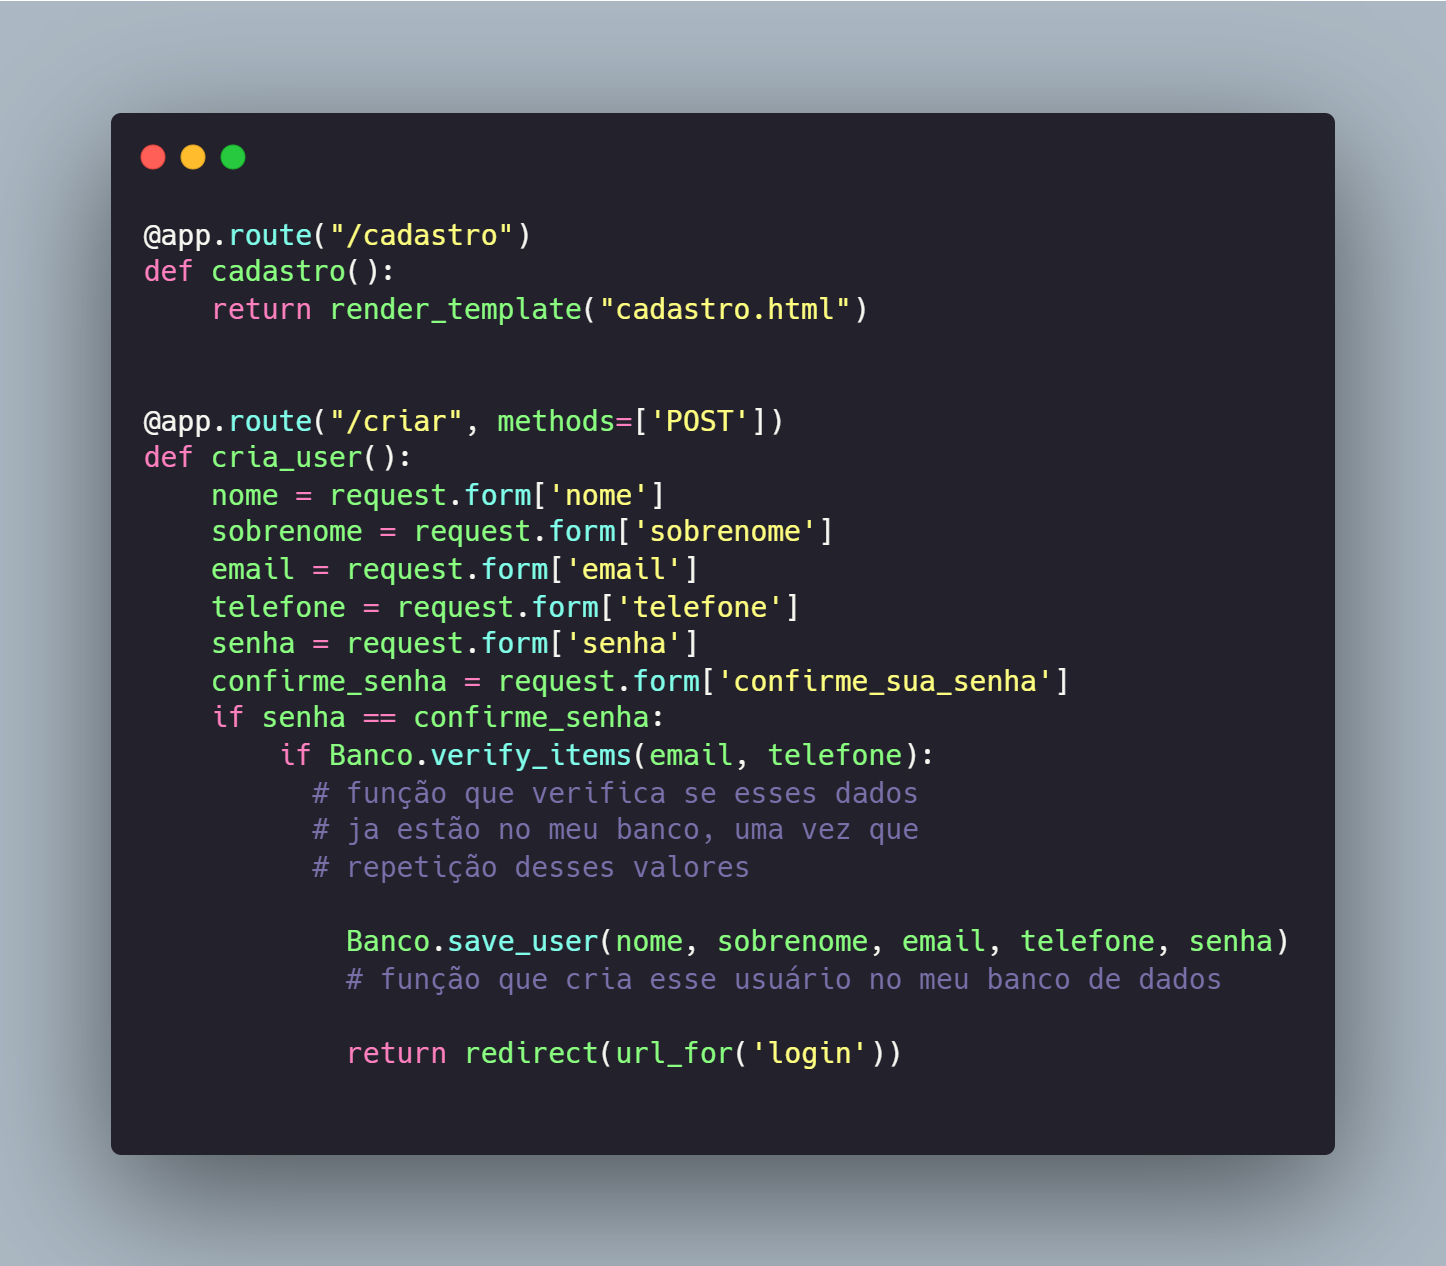 @app.route("/cadastro")
def cadastro():
    return render_template("cadastro.html")
@app.route("/criar", methods=['POST'])
def cria_user():
    nome = request.form['nome']
    sobrenome = request.form['sobrenome']
    email = request.form['email']
    telefone = request.form['telefone']
    senha = request.form['senha']
    confirme_senha = request.form['confirme_sua_senha']
    if senha == confirme_senha:
        if Banco.verify_items(email, telefone):
          # função que verifica se esses dados
          # ja estão no meu banco, uma vez que
          # repetição desses valores
            Banco.save_user(nome, sobrenome, email, telefone, senha)
            # função que cria esse usuário no meu banco de dados
            return redirect(url_for('login'))